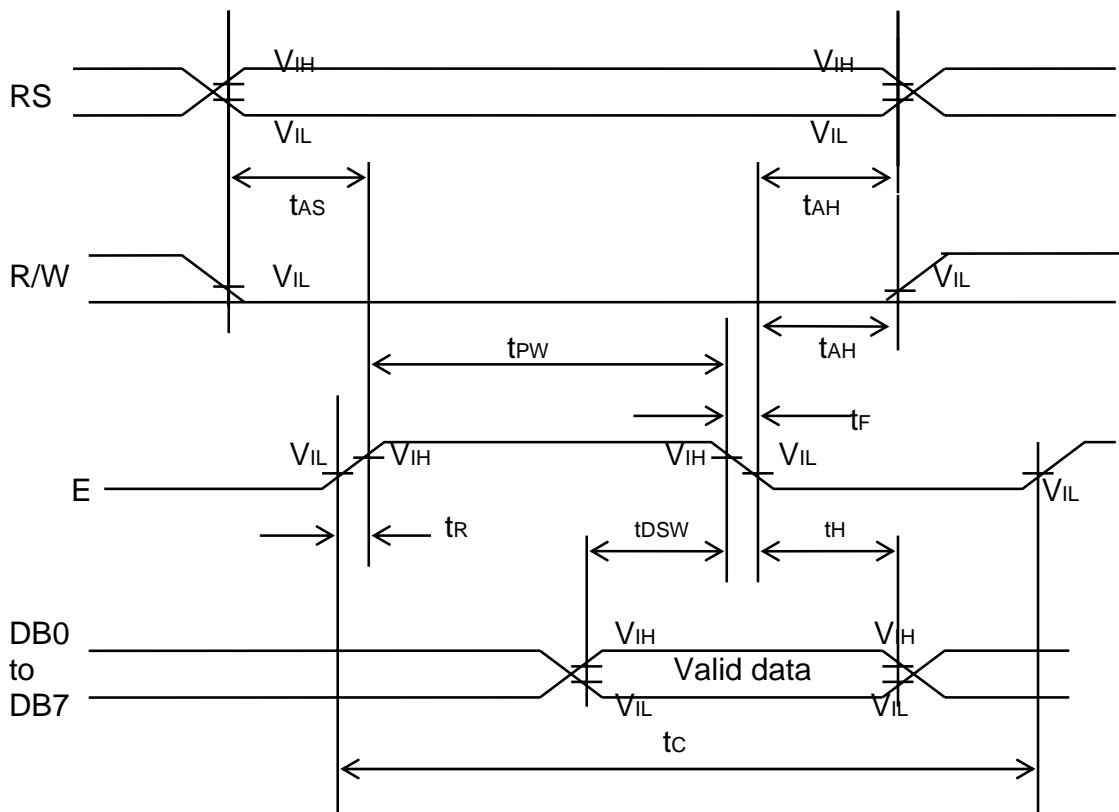 VIH VIH
RS
VIL VIL
tAS tAH
R/W VIL VIL
tPW tAH
tF
VIL VIH VIH VIL
E VIL
tR tDSW tH
DB0 VIH VIH
to Valid data
DB7 VIL VIL
tC